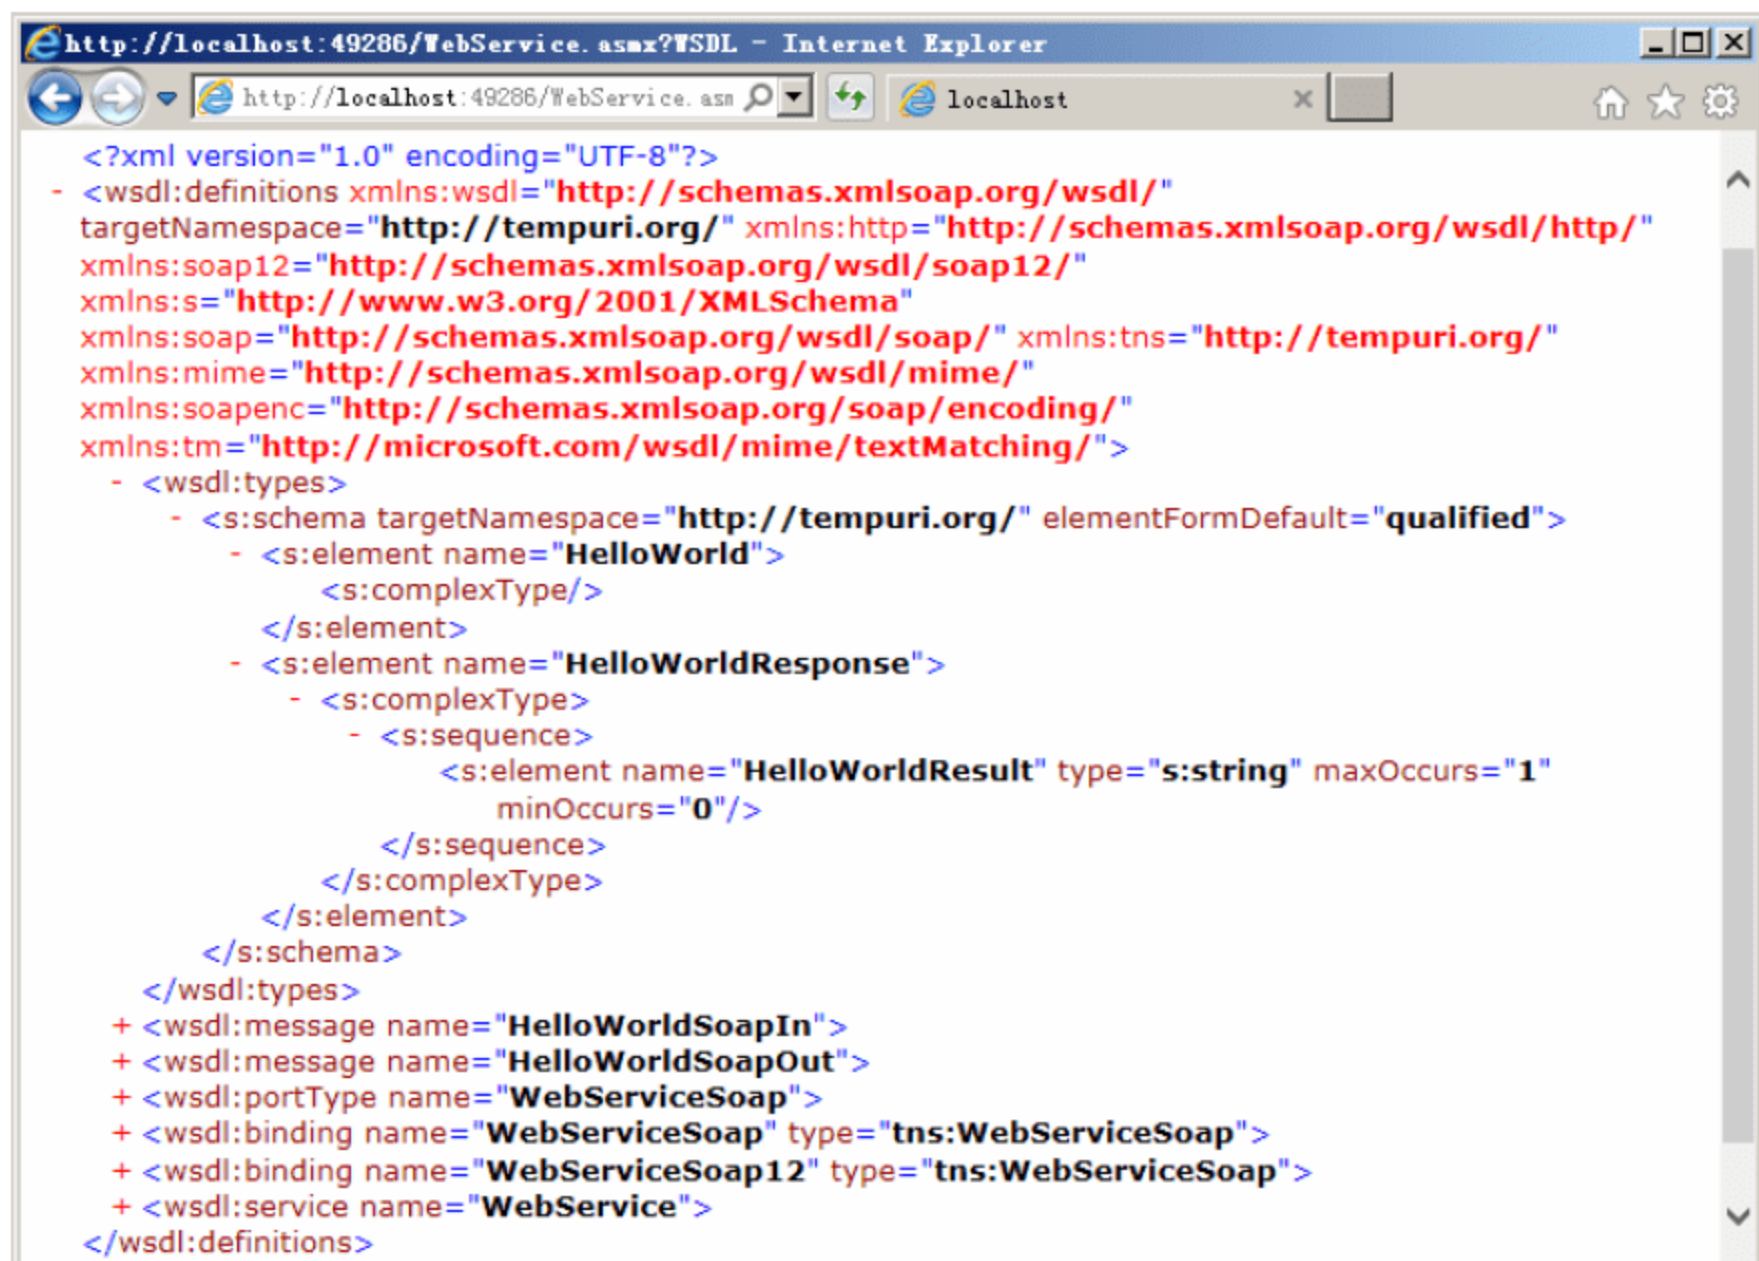 http://localhost:49286/WebService.asmx?WSDL - Internet Explorer
http://localhost:49286/WebService.asm
localhost
<?xml version="1.0" encoding="UTF-8"?>
- <wsdl:definitions xmlns:wsdl="http://schemas.xmlsoap.org/wsdl/"
targetNamespace="http://tempuri.org/" xmlns:http="http://schemas.xmlsoap.org/wsdl/http/"
xmlns:soap12="http://schemas.xmlsoap.org/wsdl/soap12/"
xmlns:s="http://www.w3.org/2001/XMLSchema"
xmlns:soap="http://schemas.xmlsoap.org/wsdl/soap/" xmlns:tns="http://tempuri.org/"
xmlns:mime="http://schemas.xmlsoap.org/wsdl/mime/"
xmlns:soapenc="http://schemas.xmlsoap.org/soap/encoding/"
xmlns:tm="http://microsoft.com/wsdl/mime/textMatching/">
- <wsdl:types>
- <s:schema targetNamespace="http://tempuri.org/" elementFormDefault="qualified">
- <s:element name="HelloWorld">
<s:complexType/>
</s:element>
- <s:element name="HelloWorldResponse">
- <s:complexType>
- <s:sequence>
<s:element name="HelloWorldResult" type="s:string" maxOccurs="1"
minOccurs="0"/>
</s:sequence>
</s:complexType>
</s:element>
</s:schema>
</wsdl:types>
+ <wsdl:message name="HelloWorldSoapIn">
+ <wsdl:message name="HelloWorldSoapOut">
+ <wsdl:portType name="WebServiceSoap">
+ <wsdl:binding name="WebServiceSoap" type="tns:WebServiceSoap">
+ <wsdl:binding name="WebServiceSoap12" type="tns:WebServiceSoap">
+ <wsdl:service name="WebService">
</wsdl:definitions>